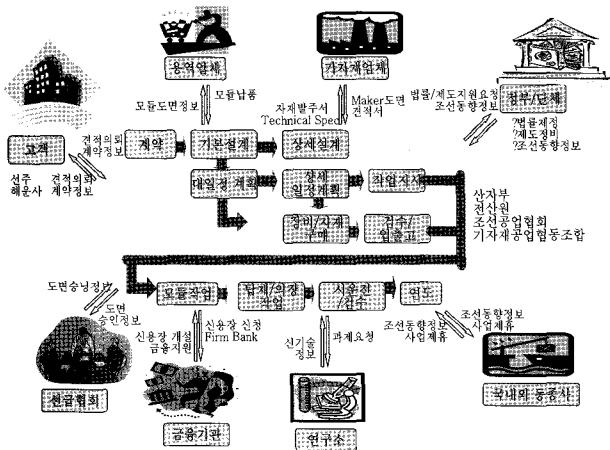 용역업체
기자재업체
정부/단체
모듈도면정보
모듈납품
자재발주서
Technical Spec
Maker도면
견적서
법률/제도지원요청
조선동향정보
?법률제정
?제도정비
?조선동향정보
고객
견적의뢰
계약정보
선주
해운사
견적의뢰
계약정보
계약
기본설계
상세설계
대일정 계획
상세
일정계획
작업지시
장비/자재
구매
검수/
입출고
산자부
전산원
조선공업협회
기자재공업협동조합
모듈작업
탑재/의장
작업
시운전
/검수
인도
도면승인정보
도면
승인정보
선급협회
신용장 개설
금융지원
신용장 신청
Firm Bank
금융기관
신기술
정보
과제요청
연구소
조선동향정보
사업제휴
조선동향정보
사업제휴
국내외 동종사